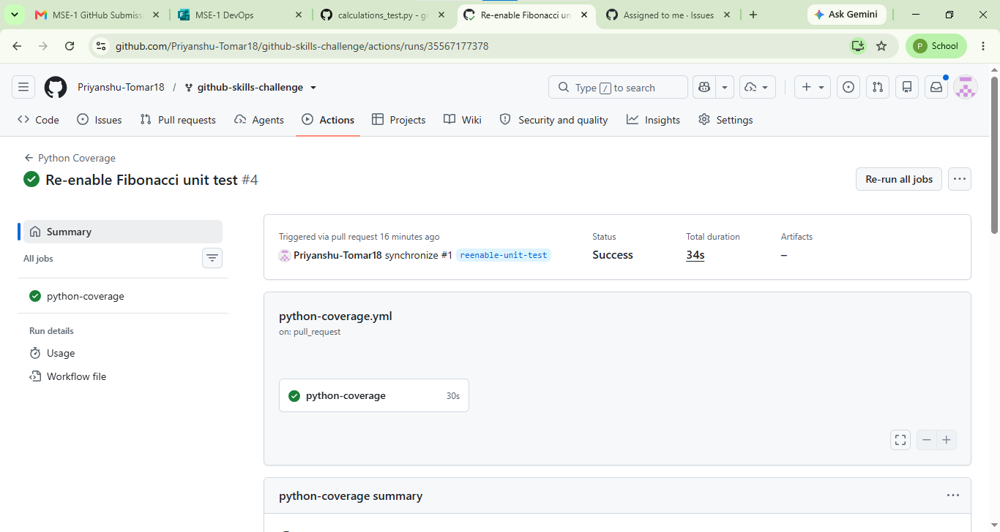 MSE-1 GitHub Submiss
MSE-1 DevOps
calculations_test.py - gi
Re-enable Fibonacci un
Assigned to me · Issues
Ask Gemini
github.com/Priyanshu-Tomar18/github-skills-challenge/actions/runs/35567177378
P School
Priyanshu-Tomar18 / github-skills-challenge
Type / to search
Code Issues Pull requests Agents Actions Projects Wiki Security and quality Insights Settings
Python Coverage
Re-enable Fibonacci unit test #4
Re-run all jobs
Summary
All jobs
python-coverage
Run details
Usage
Workflow file
Triggered via pull request 16 minutes ago
Priyanshu-Tomar18 synchronize #1 reenable-unit-test
Status
Success
Total duration
34s
Artifacts
–
python-coverage.yml
on: pull_request
python-coverage 30s
python-coverage summary